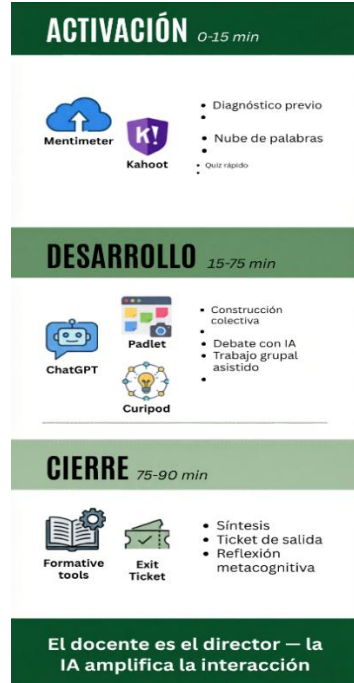 ACTIVACIÓN 0-15 min
Mentimeter
K!
Kahoot
• Diagnóstico previo
•
• Nube de palabras
•
• Quiz rápido
•
DESARROLLO 15-75 min
ChatGPT
Padlet
Curipod
• Construcción
colectiva
•
• Debate con IA
• Trabajo grupal
asistido
•
CIERRE 75-90 min
Formative
tools
Exit
Ticket
• Síntesis
• Ticket de salida
• Reflexión
metacognitiva
El docente es el director — la
IA amplifica la interacción